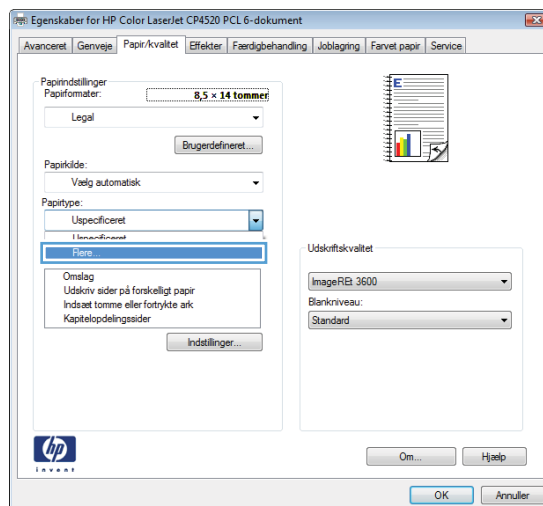 Egenskaber for HP Color LaserJet CP4520 PCL 6-dokument
Avanceret Genveje Papir/kvalitet Effekter Færdigbehandling Joblagring Farvet papir Service
Papirindstillinger
Papirformater: 8,5 × 14 tommer
Legal
Brugerdefineret...
Papirkilde:
Vælg automatisk
Papirtype:
Uspecificeret
Uspecificeret
Flere...
Omslag
Udskriv sider på forskelligt papir
Indsæt tomme eller fortrykte ark
Kapitelopdelingssider
Indstillinger...
E
Udskriftskvalitet
ImageREt 3600
Blankniveau:
Standard
hp
invent
Om... Hjælp
OK Annuller